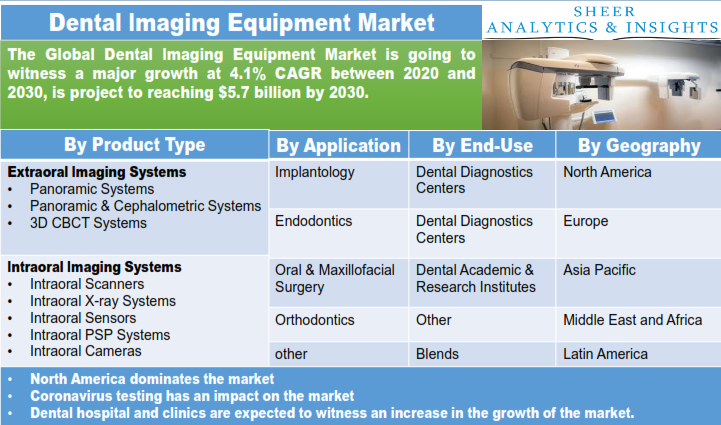 Dental Imaging Equipment Market
SHEER
ANALYTICS & INSIGHTS
The Global Dental Imaging Equipment Market is going to
witness a major growth at 4.1% CAGR between 2020 and
2030, is project to reaching $5.7 billion by 2030.
By Product Type
By Application
By End-Use
By Geography
Extraoral Imaging Systems
• Panoramic Systems
• Panoramic & Cephalometric Systems
• 3D CBCT Systems
Implantology
Dental Diagnostics
Centers
North America
Endodontics
Dental Diagnostics
Centers
Europe
Intraoral Imaging Systems
• Intraoral Scanners
• Intraoral X-ray Systems
• Intraoral Sensors
• Intraoral PSP Systems
• Intraoral Cameras
Oral & Maxillofacial
Surgery
Dental Academic &
Research Institutes
Asia Pacific
Orthodontics
Other
Middle East and Africa
other
Blends
Latin America
• North America dominates the market
• Coronavirus testing has an impact on the market
• Dental hospital and clinics are expected to witness an increase in the growth of the market.